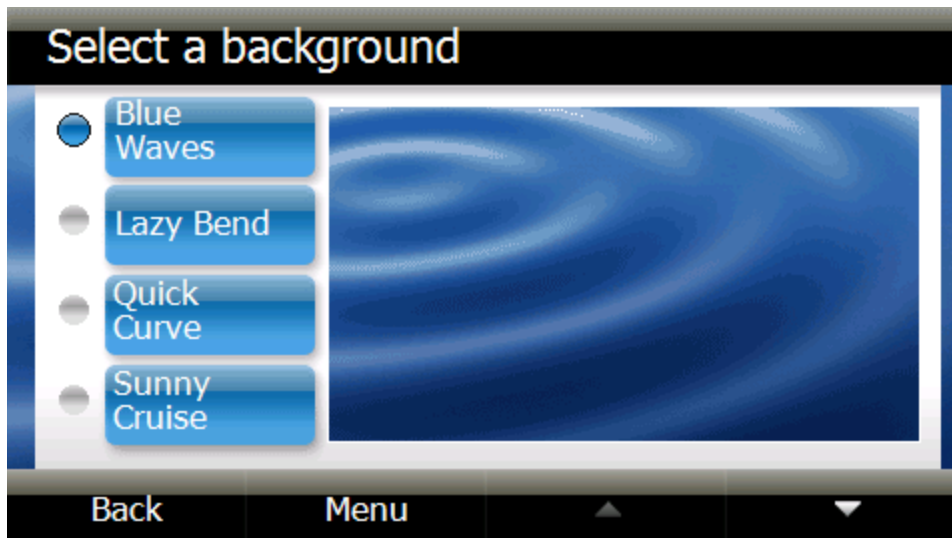 Select a background
Blue
Waves
Lazy Bend
Quick
Curve
Sunny
Cruise
Back
Menu